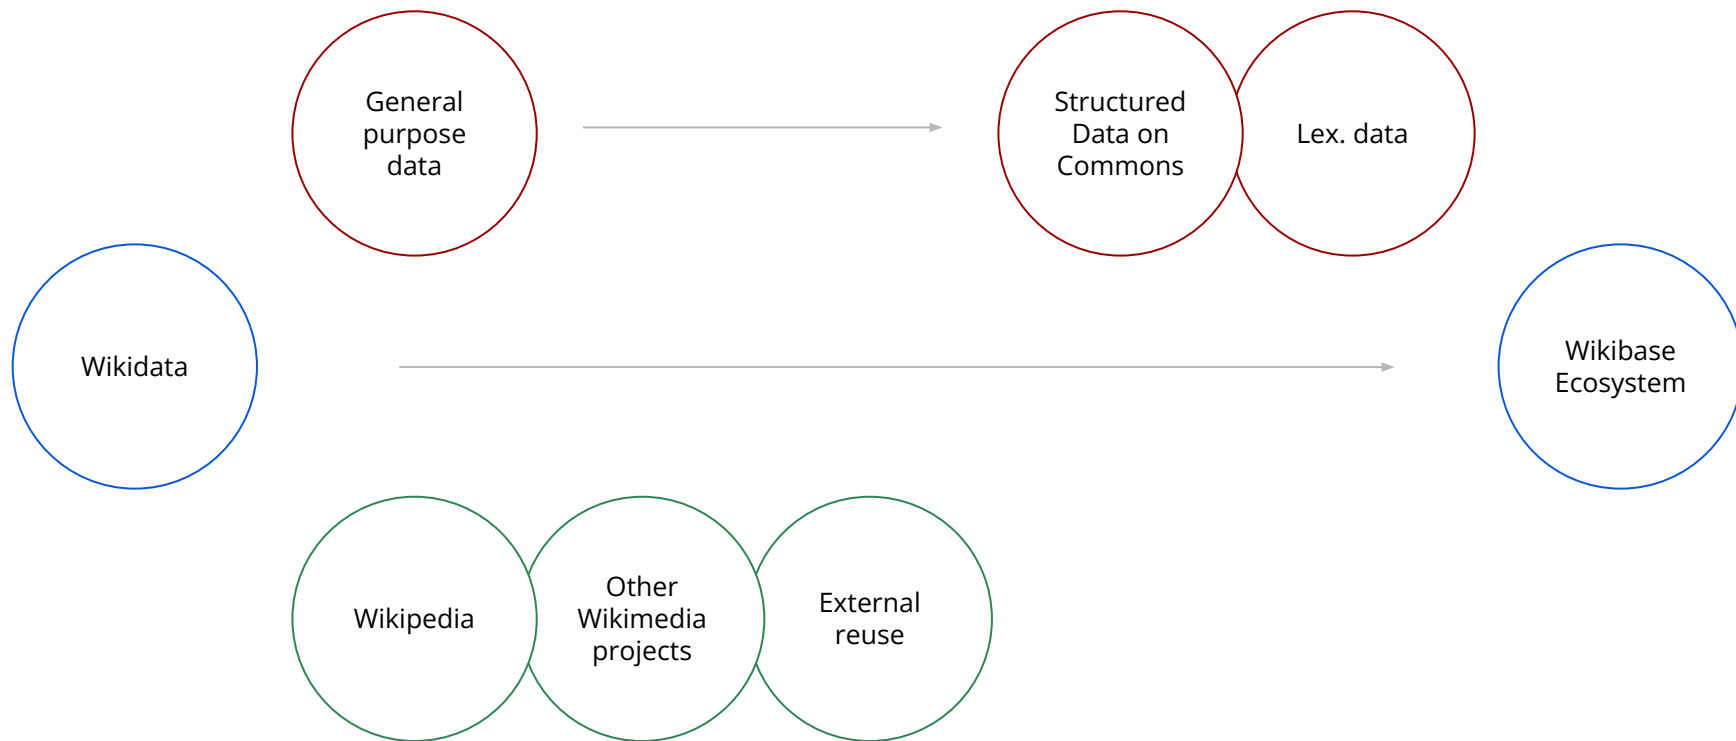 General
purpose
data
Structured
Data on
Commons
Lex. data
Wikidata
Wikibase
Ecosystem
Wikipedia
Other
Wikimedia
projects
External
reuse